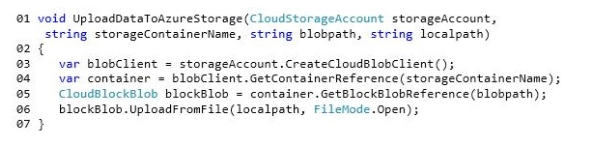 01 void UploadDataToAzureStorage(CloudStorageAccount storageAccount,
string storageContainerName, string blobpath, string localpath)
02 {
03 var blobClient = storageAccount.CreateCloudBlobClient();
04 var container = blobClient.GetContainerReference(storageContainerName);
05 CloudBlockBlob blockBlob = container.GetBlockBlobReference(blobpath);
06 blockBlob.UploadFromFile(localpath, FileMode.Open);
07 }